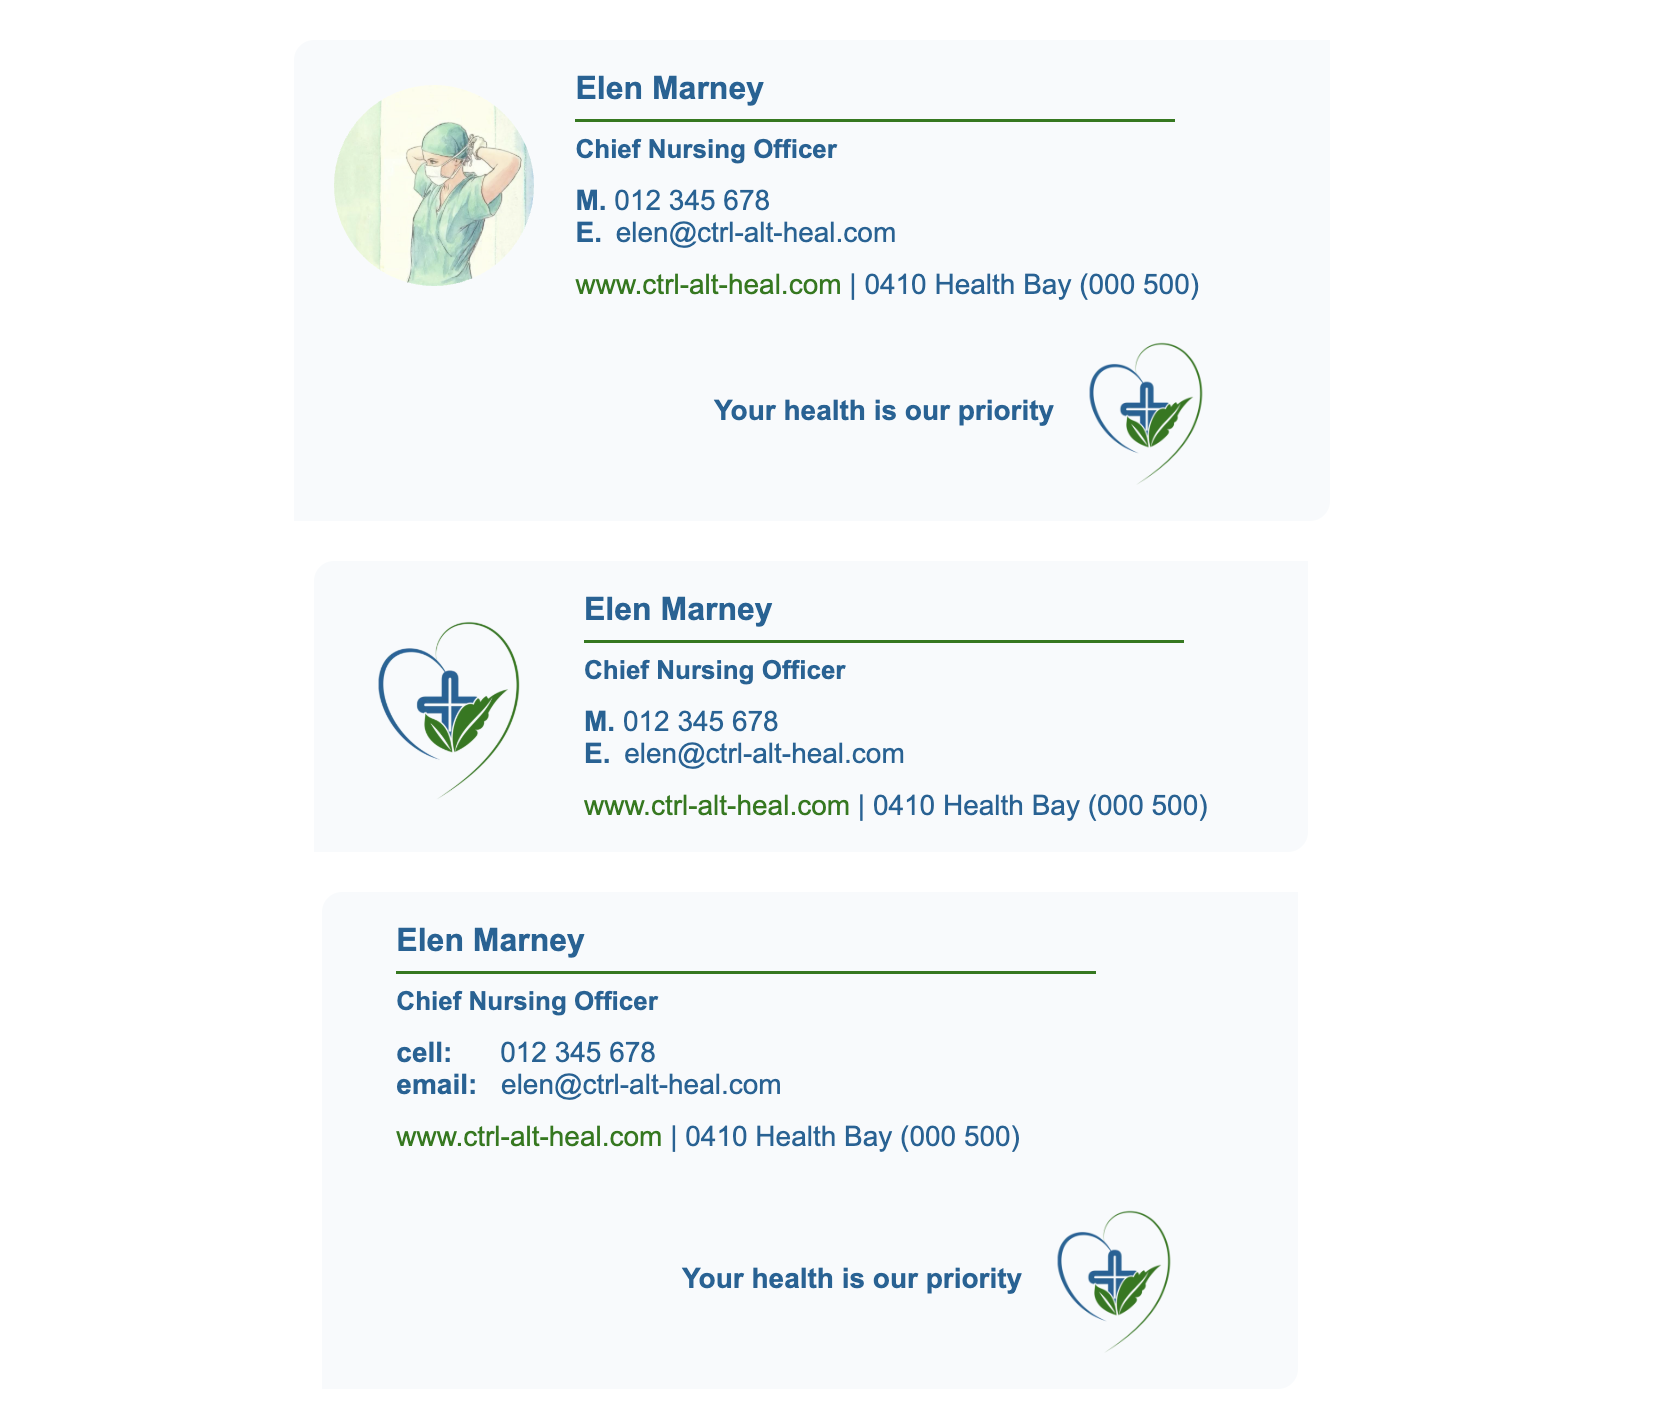 Elen Marney
Chief Nursing Officer
M. 012 345 678
E. elen@ctrl-alt-heal.com
www.ctrl-alt-heal.com | 0410 Health Bay (000 500)
Your health is our priority
Elen Marney
Chief Nursing Officer
M. 012 345 678
E. elen@ctrl-alt-heal.com
www.ctrl-alt-heal.com | 0410 Health Bay (000 500)
Elen Marney
Chief Nursing Officer
cell: 012 345 678
email: elen@ctrl-alt-heal.com
www.ctrl-alt-heal.com | 0410 Health Bay (000 500)
Your health is our priority